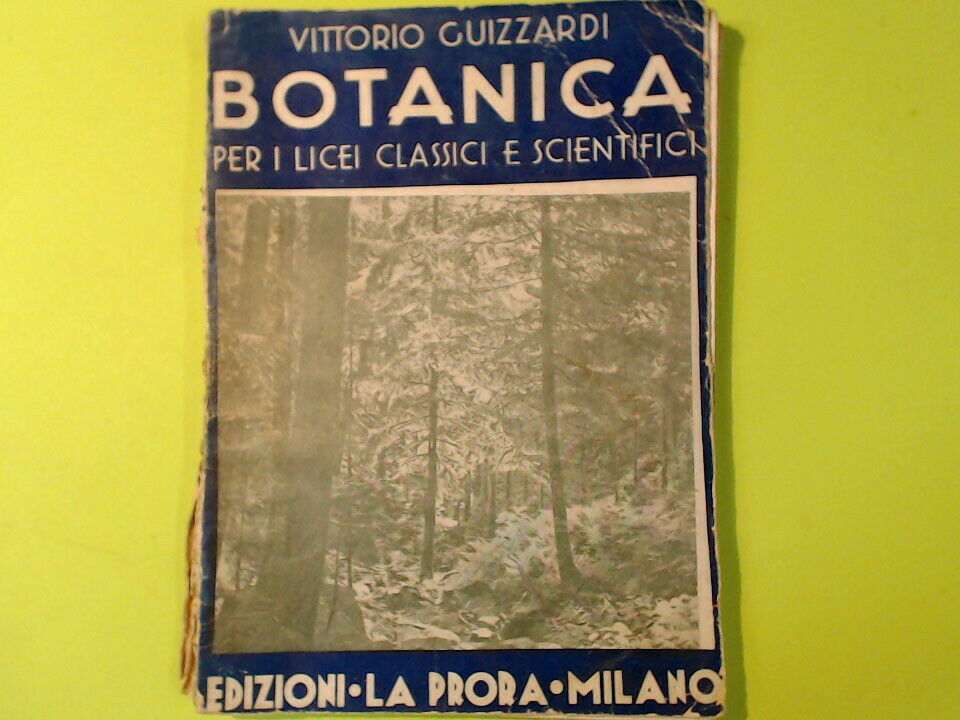 VITTORIO GUIZZARDI
BOTANICA
PER I LICEI CLASSICI E SCIENTIFICI
EDIZIONI • LA PRORA • MILANO